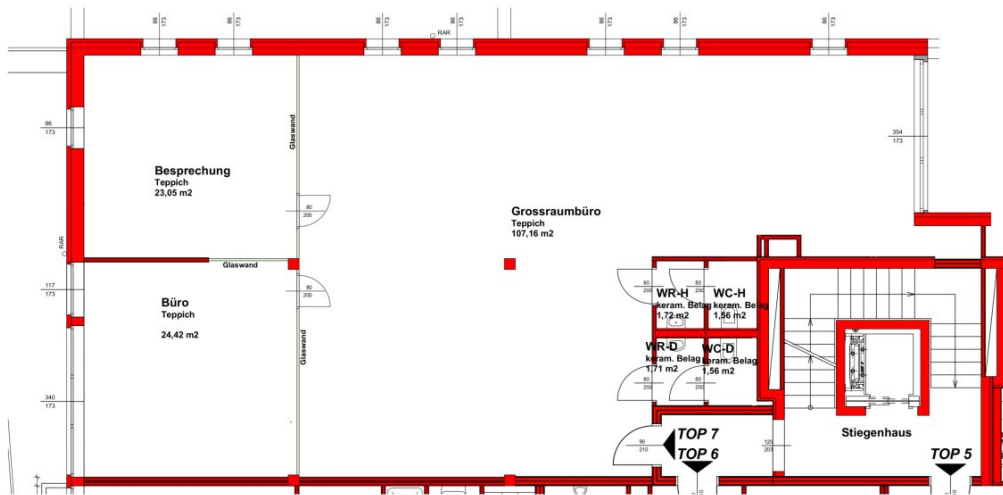 86
173
86
173
86
173
86
173
86
173
86
173
86
173
RAR
Glaswand
86
173
354
173
Besprechung
Teppich
23,05 m2
80
200
Grossraumbüro
Teppich
107,16 m2
RAR
Glaswand
117
173
Büro
Teppich
24,42 m2
80
200
Glaswand
80
200
80
200
WR-H
keram. Belag
1,72 m2
WC-H
keram. Belag
1,56 m2
WR-D
keram. Belag
1,71 m2
WC-D
keram. Belag
1,56 m2
80
200
80
200
340
173
90
210
TOP 7
TOP 6
120
203
Stiegenhaus
TOP 5